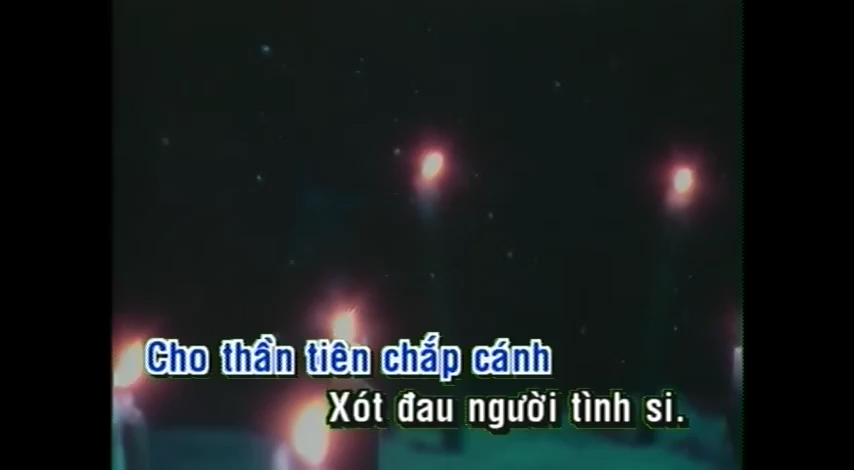 Cho thần tiên chắp cánh
Xót đau người tình si.